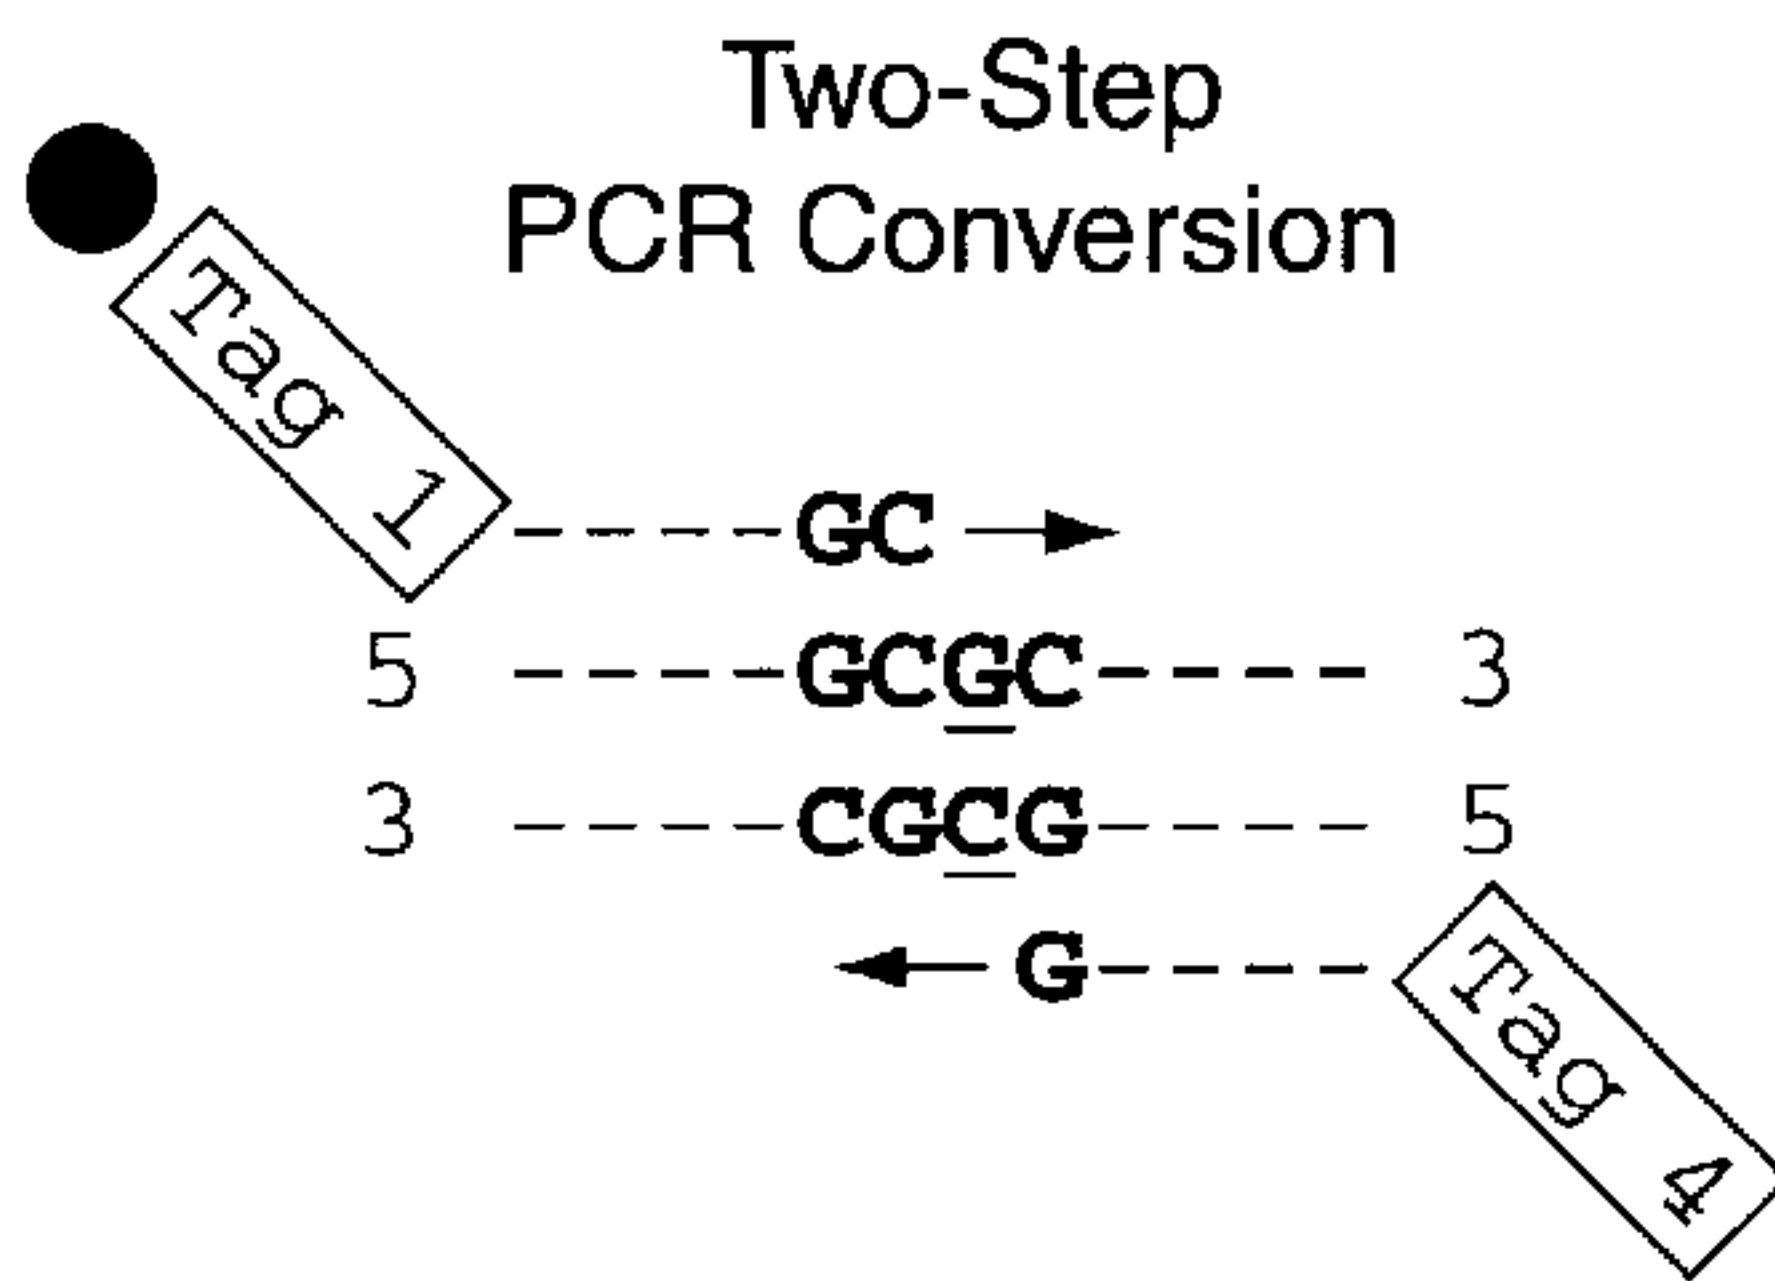 Two-Step
PCR Conversion
Tag 1
----GC
5 ----GCGC---- 3
3 ----CGCG---- 5
G----
Tag 4